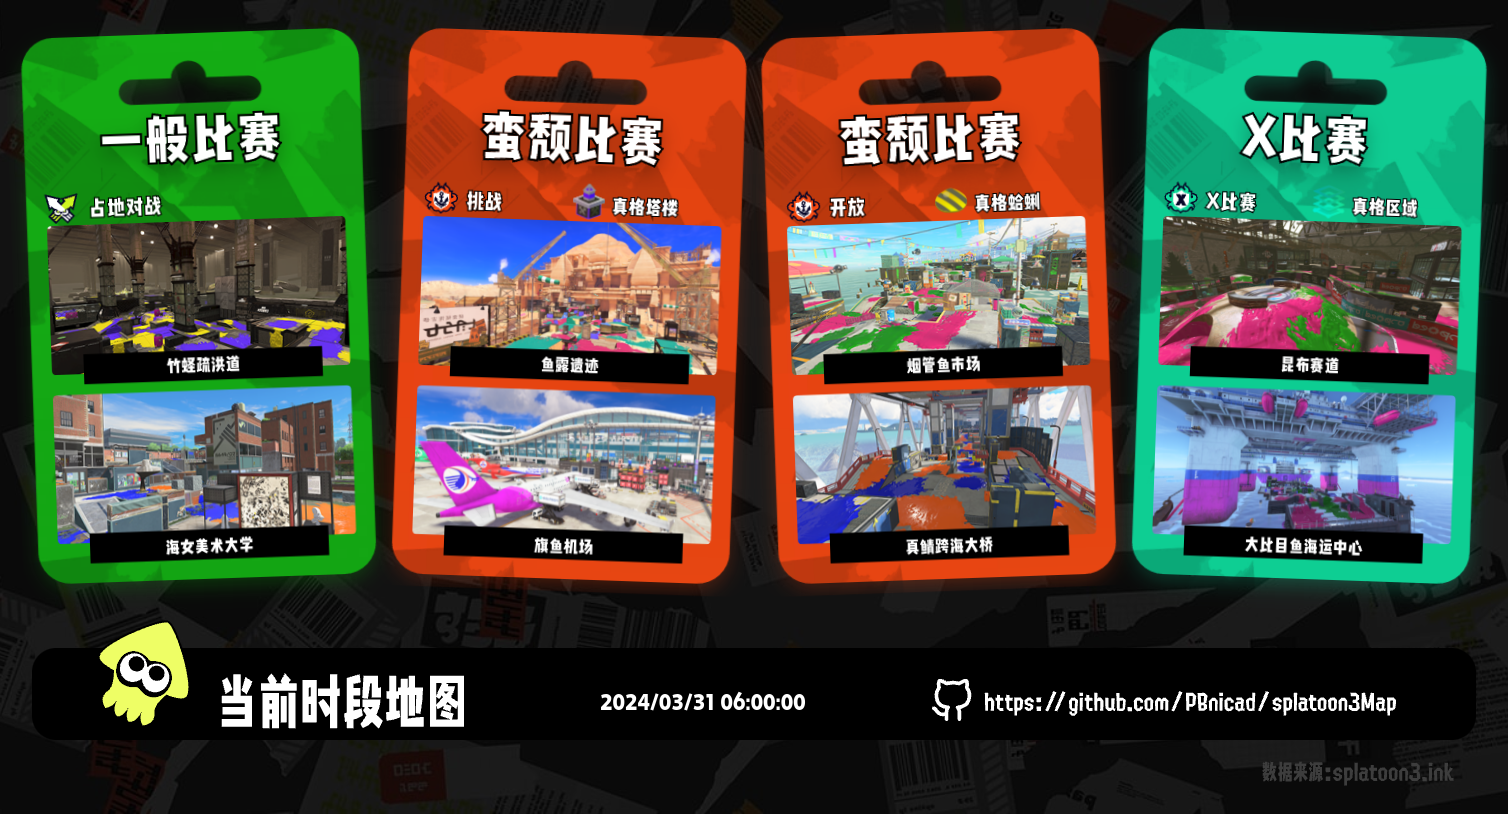 一般比赛
占地对战
竹蛏疏洪道
海女美术大学
蛮颓比赛
挑战
真格塔楼
鱼露遗迹
旗鱼机场
蛮颓比赛
开放
真格蛤蜊
烟管鱼市场
真鲭跨海大桥
X比赛
X比赛
真格区域
昆布赛道
大比目鱼海运中心
当前时段地图
2024/03/31 06:00:00
https://github.com/PBnicad/splatoon3Map
数据来源:splatoon3.ink